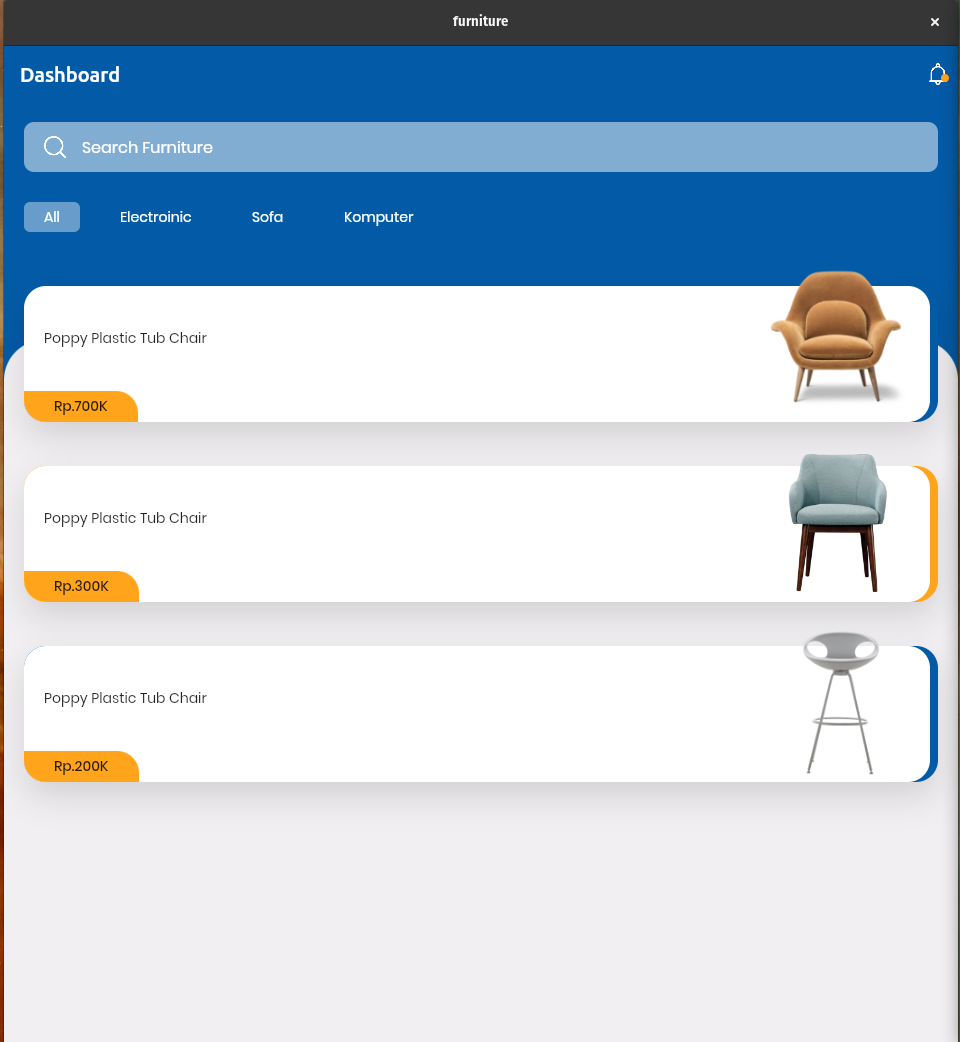 furniture
Dashboard
Search Furniture
All Electroinic Sofa Komputer
Poppy Plastic Tub Chair
Rp.700K
Poppy Plastic Tub Chair
Rp.300K
Poppy Plastic Tub Chair
Rp.200K